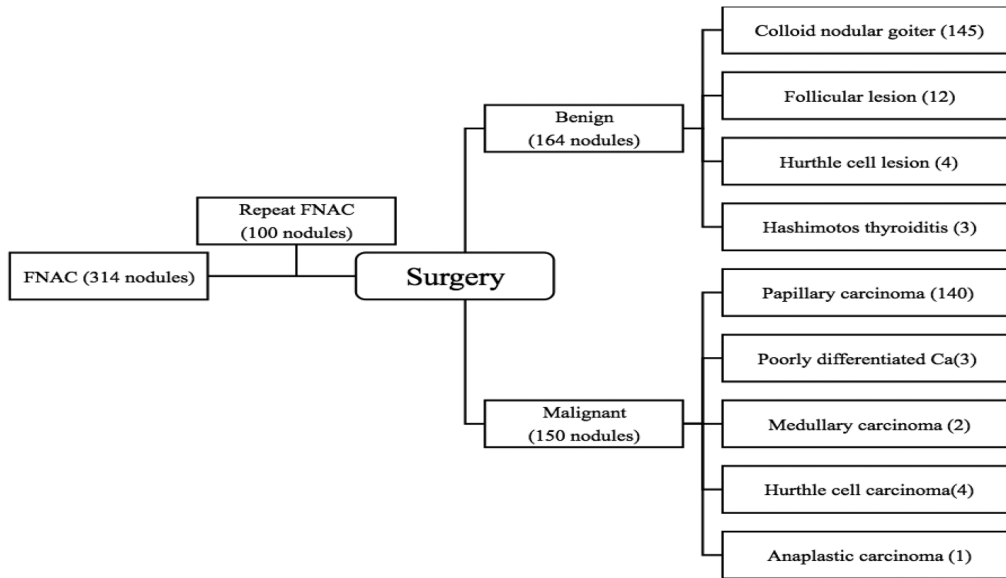 FNAC (314 nodules)
Repeat FNAC
(100 nodules)
Surgery
Benign
(164 nodules)
Colloid nodular goiter (145)
Follicular lesion (12)
Hurthle cell lesion (4)
Hashimotos thyroiditis (3)
Malignant
(150 nodules)
Papillary carcinoma (140)
Poorly differentiated Ca(3)
Medullary carcinoma (2)
Hurthle cell carcinoma(4)
Anaplastic carcinoma (1)